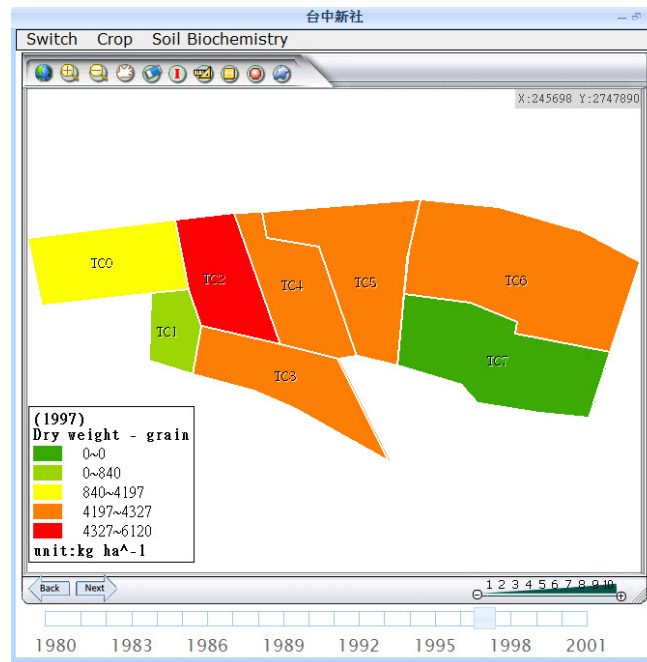 台中新社
Switch Crop Soil Biochemistry
X:245698 Y:2747890
TC0
TC2
TC4
TC5
TC6
TC1
TC7
TC3
(1997)
Dry weight - grain
0~0
0~840
840~4197
4197~4327
4327~6120
unit:kg ha^-1
Back Next
1 2 3 4 5 6 7 8 9 10
1980 1983 1986 1989 1992 1995 1998 2001